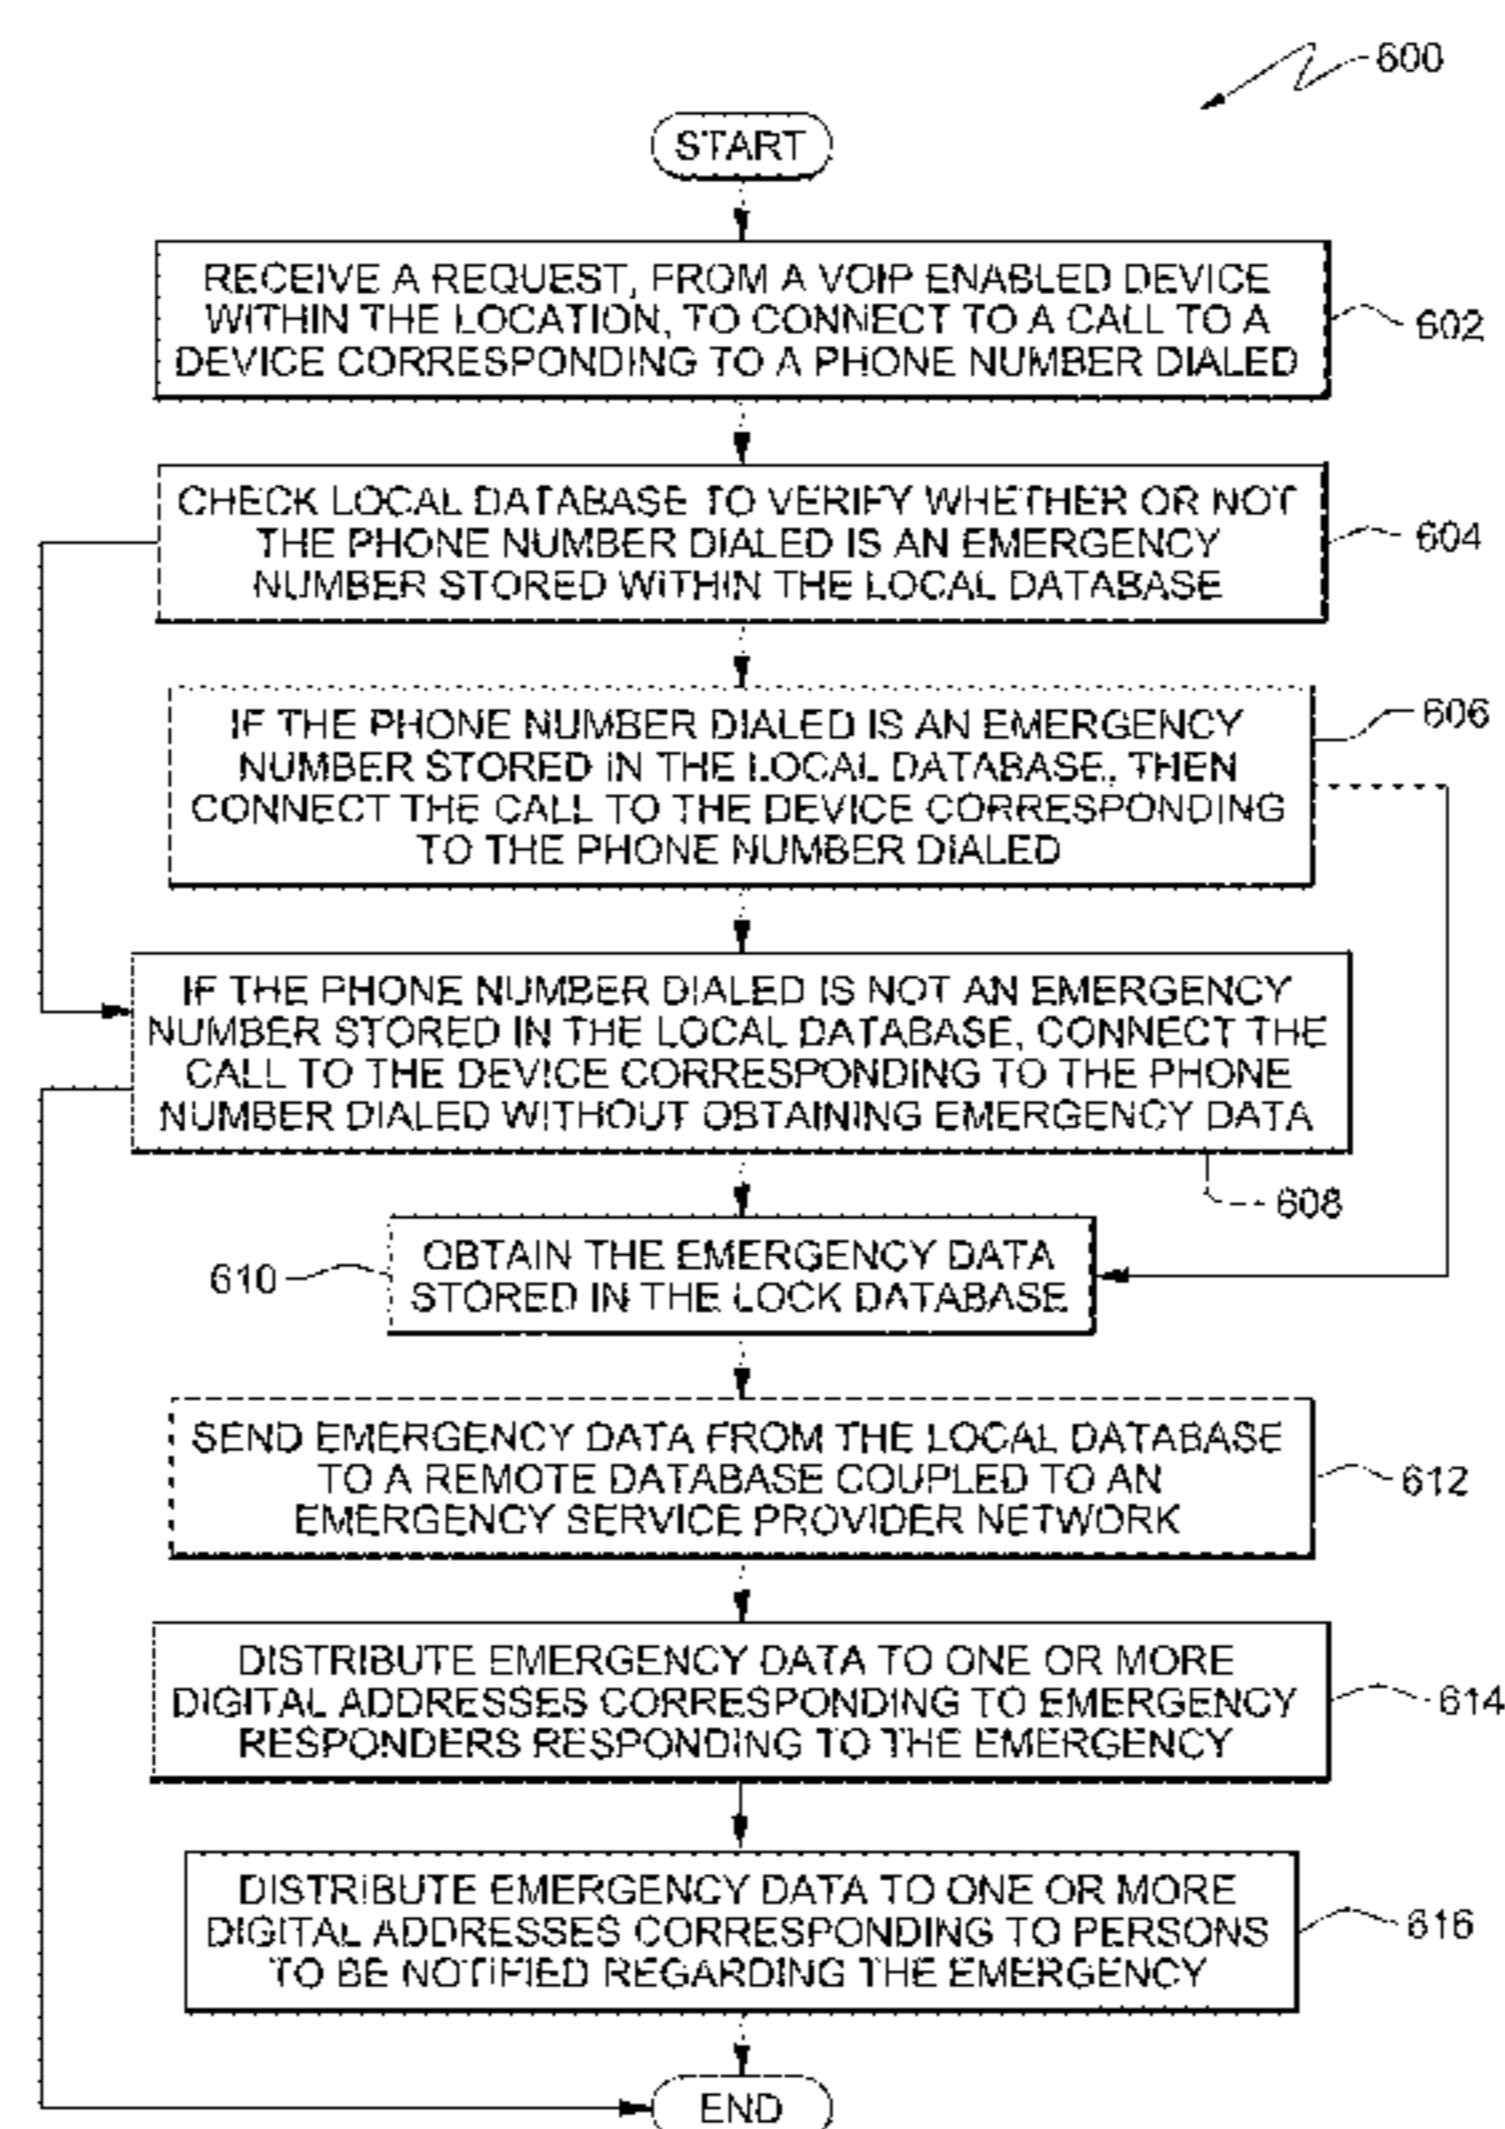 600
START
RECEIVE A REQUEST, FROM A VOIP ENABLED DEVICE
WITHIN THE LOCATION, TO CONNECT TO A CALL TO A
DEVICE CORRESPONDING TO A PHONE NUMBER DIALED
602
CHECK LOCAL DATABASE TO VERIFY WHETHER OR NOT
THE PHONE NUMBER DIALED IS AN EMERGENCY
NUMBER STORED WITHIN THE LOCAL DATABASE
604
IF THE PHONE NUMBER DIALED IS AN EMERGENCY
NUMBER STORED IN THE LOCAL DATABASE, THEN
CONNECT THE CALL TO THE DEVICE CORRESPONDING
TO THE PHONE NUMBER DIALED
606
IF THE PHONE NUMBER DIALED IS NOT AN EMERGENCY
NUMBER STORED IN THE LOCAL DATABASE, CONNECT THE
CALL TO THE DEVICE CORRESPONDING TO THE PHONE
NUMBER DIALED WITHOUT OBTAINING EMERGENCY DATA
608
610
OBTAIN THE EMERGENCY DATA
STORED IN THE LOCK DATABASE
SEND EMERGENCY DATA FROM THE LOCAL DATABASE
TO A REMOTE DATABASE COUPLED TO AN
EMERGENCY SERVICE PROVIDER NETWORK
612
DISTRIBUTE EMERGENCY DATA TO ONE OR MORE
DIGITAL ADDRESSES CORRESPONDING TO EMERGENCY
RESPONDERS RESPONDING TO THE EMERGENCY
614
DISTRIBUTE EMERGENCY DATA TO ONE OR MORE
DIGITAL ADDRESSES CORRESPONDING TO PERSONS
TO BE NOTIFIED REGARDING THE EMERGENCY
616
END